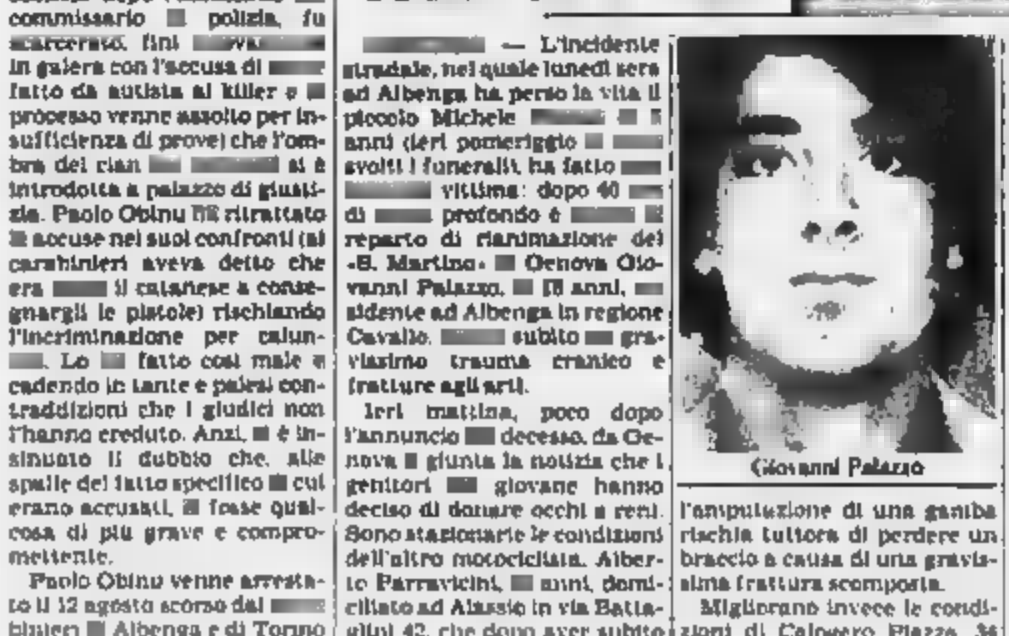 commissario polizia, fu
scarcerato, finì
in galera con l'accusa di
fatto da autista al killer e
processo venne assolto per in-
sufficienza di prove) che l'om-
bra del clan si è
introdotta a palazzo di giusti-
zia. Paolo Obinu ritrattato
accuse nei suoi confronti (ai
carabinieri aveva detto che
era il catanese a conse-
gnargli le pistole) rischiando
l'incriminazione per calun-
Lo fatto così male e
cadendo in tante e palesi con-
traddizioni che i giudici non
l'hanno creduto. Anzi, è in-
sinuato il dubbio che, alle
spalle del fatto specifico cui
erano accusati, fosse qual-
cosa di più grave e compro-
mettente.
Paolo Obinu venne arresta-
to il 12 agosto scorso dai
binieri Albenga e di Torino
— L'incidente
stradale, nel quale lunedì sera
ad Albenga ha perso la vita il
piccolo Michele
anni (ieri pomeriggio
svolti i funerali), ha fatto
vittima: dopo 40
di profondo è
reparto di rianimazione del
«S. Martino» Genova Gio-
vanni Palazzo, anni,
sidente ad Albenga in regione
Cavallo. subito gra-
vissimo trauma cranico e
fratture agli arti.
Ieri mattina, poco dopo
l'annuncio decesso, da Ge-
nova giunta la notizia che i
genitori giovane hanno
deciso di donare occhi e reni.
Sono stazionarie le condizioni
dell'altro motociclista, Alber-
to Parravicini, anni, domi-
ciliato ad Alassio in via Batta-
glini 42, che dopo aver subito
Giovanni Palazzo
l'amputazione di una gamba
rischia tuttora di perdere un
braccio a causa di una gravis-
sima frattura scomposta.
Migliorano invece le condi-
zioni di Calogero Piazza, 34